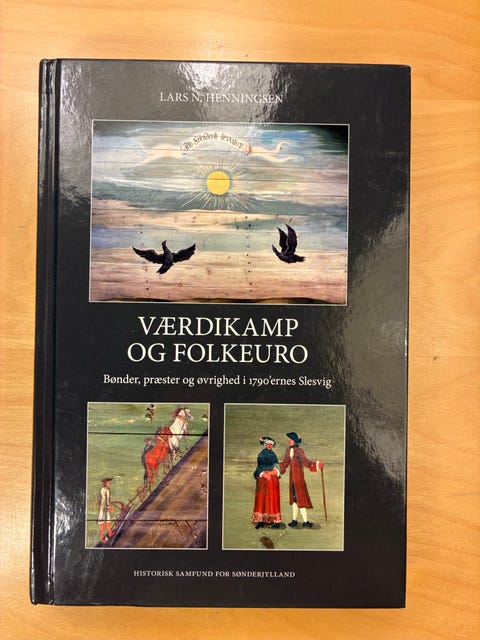 LARS N. HENNINGSEN
VÆRDIKAMP
OG FOLKEURO
Bønder, præster og øvrighed i 1790'ernes Slesvig
HISTORISK SAMFUND FOR SØNDERJYLLAND